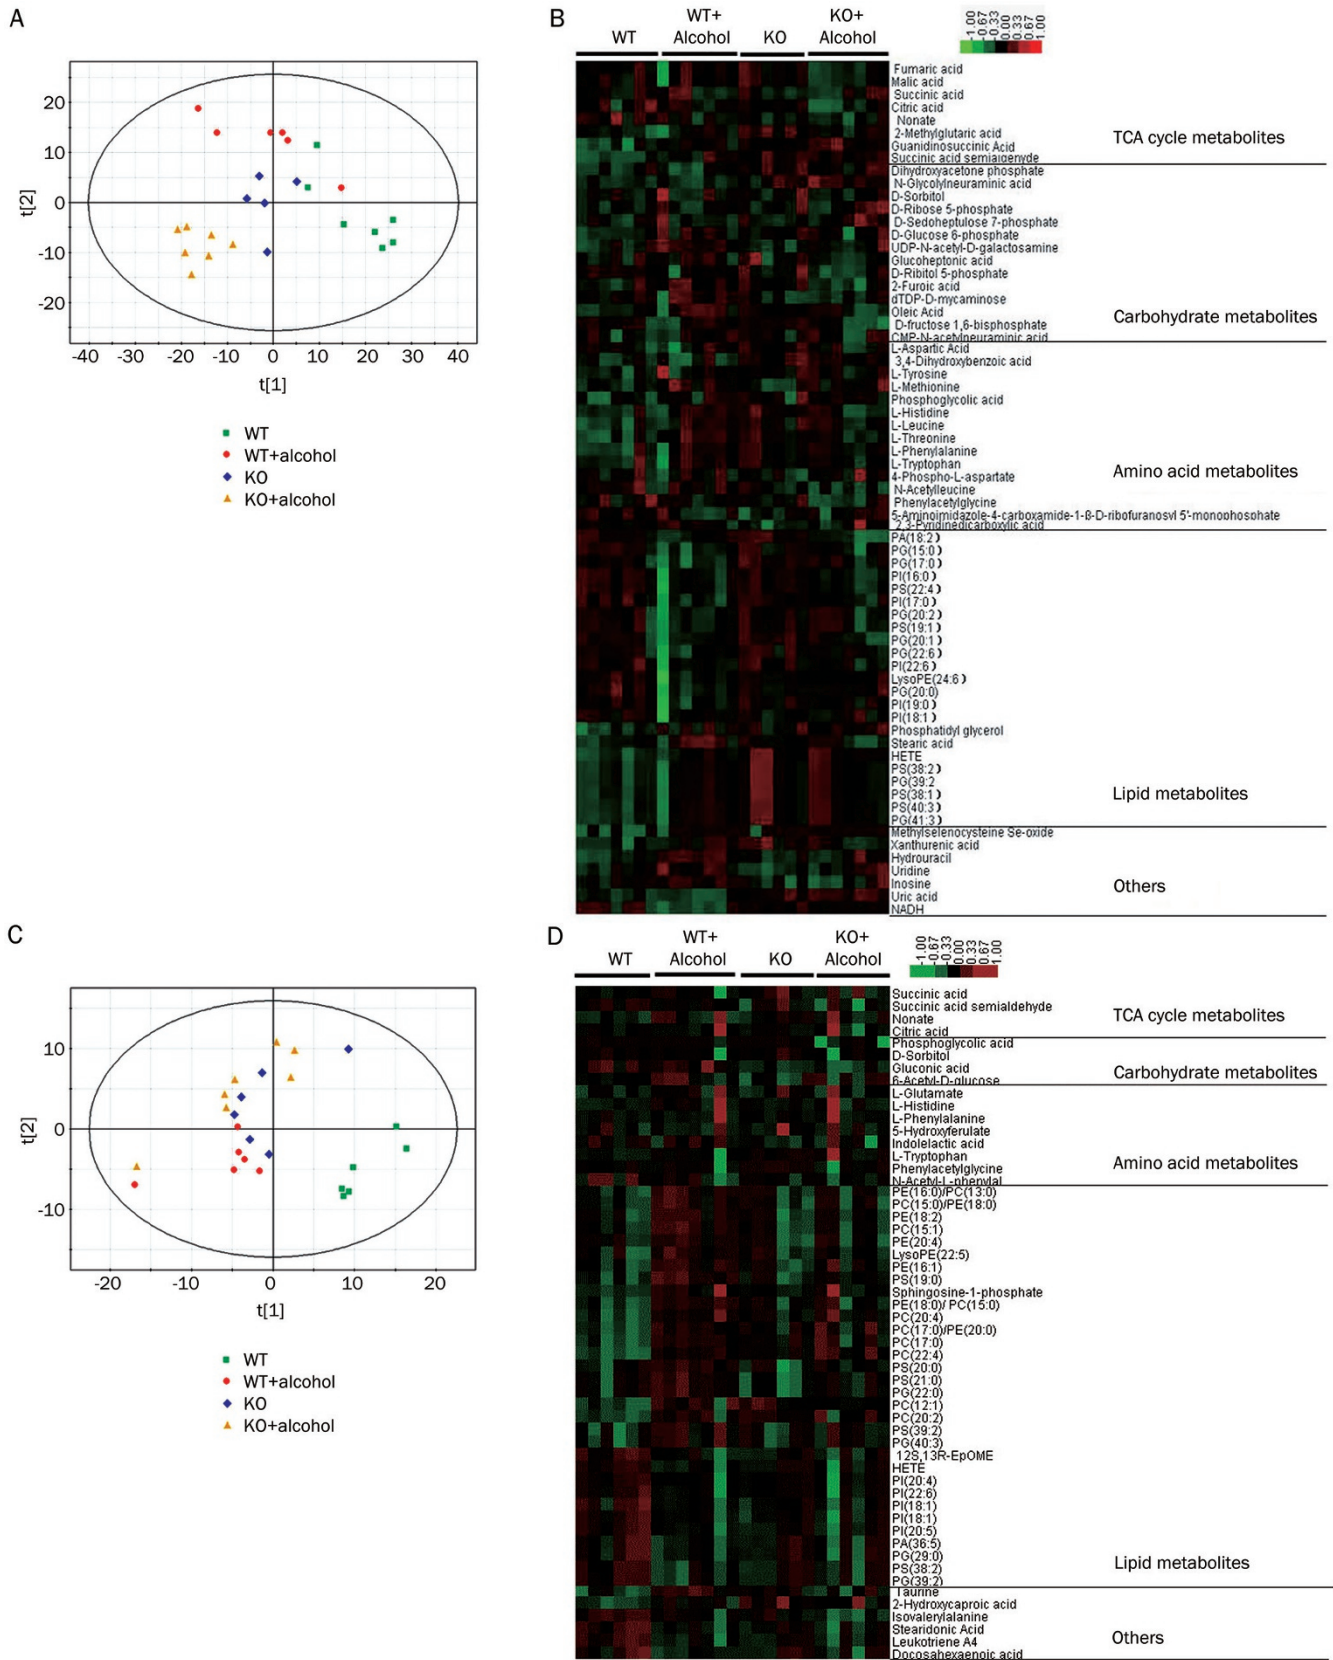 A
20
10
0
-10
-20
-40
-30
-20
-10
0
10
20
30
40
t[2]
t[1]
WT
WT+alcohol
KO
KO+alcohol
B
WT
WT+
Alcohol
KO
KO+
Alcohol
-1.00
-0.67
-0.33
0.00
0.33
0.67
1.00
Fumaric acid
Malic acid
Succinic acid
Citric acid
Nonate
2-Methylglutaric acid
Guanidinosuccinic Acid
Succinic acid semialdehyde
TCA cycle metabolites
Dihydroxyacetone phosphate
N-Glycolylneuraminic acid
D-Sorbitol
D-Ribose 5-phosphate
D-Sedoheptulose 7-phosphate
D-Glucose 6-phosphate
UDP-N-acetyl-D-galactosamine
Glucoheptonic acid
D-Ribitol 5-phosphate
2-Furoic acid
dTDP-D-mycaminose
Oleic Acid
D-fructose 1,6-bisphosphate
CMP-N-acetylneuraminic acid
Carbohydrate metabolites
L-Aspartic Acid
3,4-Dihydroxybenzoic acid
L-Tyrosine
L-Methionine
Phosphoglycolic acid
L-Histidine
L-Leucine
L-Threonine
L-Phenylalanine
L-Tryptophan
4-Phospho-L-aspartate
N-Acetylleucine
Phenylacetylglycine
5-Aminoimidazole-4-carboxamide-1-ß-D-ribofuranosyl 5'-monophosphate
2,3-Pyridinedicarboxylic acid
Amino acid metabolites
PA(18:2)
PG(15:0)
PG(17:0)
PI(16:0)
PS(22:4)
PI(17:0)
PG(20:2)
PS(19:1)
PG(20:1)
PG(22:6)
PI(22:6)
LysoPE(24:6)
PG(20:0)
PI(19:0)
PI(18:1)
Phosphatidyl glycerol
Stearic acid
HETE
PS(38:2)
PG(39:2
PS(38:1)
PS(40:3)
PG(41:3)
Lipid metabolites
Methylselenocysteine Se-oxide
Xanthurenic acid
Hydrouracil
Uridine
Inosine
Uric acid
NADH
Others
C
10
0
-10
-20
-10
0
10
20
t[2]
t[1]
WT
WT+alcohol
KO
KO+alcohol
D
WT
WT+
Alcohol
KO
KO+
Alcohol
-1.00
-0.67
-0.33
0.00
0.33
0.67
1.00
Succinic acid
Succinic acid semialdehyde
Nonate
Citric acid
TCA cycle metabolites
Phosphoglycolic acid
D-Sorbitol
Gluconic acid
6-Acetyl-D-glucose
Carbohydrate metabolites
L-Glutamate
L-Histidine
L-Phenylalanine
5-Hydroxyferulate
Indolelactic acid
L-Tryptophan
Phenylacetylglycine
N-Acetyl-L-phenylal
Amino acid metabolites
PE(16:0)/PC(13:0)
PC(15:0)/PE(18:0)
PE(18:2)
PC(15:1)
PE(20:4)
LysoPE(22:5)
PE(16:1)
PS(19:0)
Sphingosine-1-phosphate
PE(18:0)/ PC(15:0)
PC(20:4)
PC(17:0)/PE(20:0)
PC(17:0)
PC(22:4)
PS(20:0)
PS(21:0)
PG(22:0)
PC(12:1)
PC(20:2)
PS(39:2)
PG(40:3)
12S,13R-EpOME
HETE
PI(20:4)
PI(22:6)
PI(18:1)
PI(18:1)
PI(20:5)
PA(36:5)
PG(29:0)
PS(38:2)
PG(39:2)
Lipid metabolites
Taurine
2-Hydroxycaproic acid
Isovalerylalanine
Stearidonic Acid
Leukotriene A4
Docosahexaenoic acid
Others